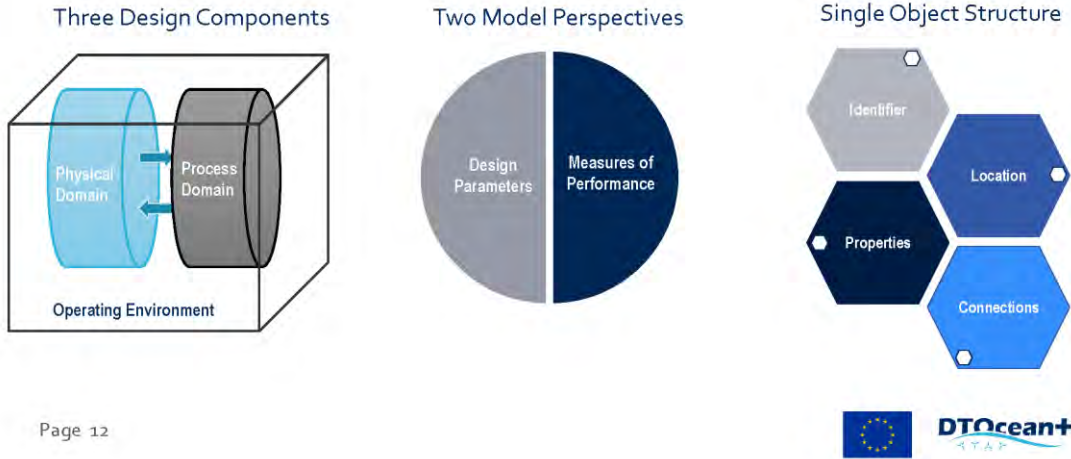 Three Design Components
Two Model Perspectives
Single Object Structure
Physical
Domain
Process
Domain
Operating Environment
Design
Parameters
Measures of
Performance
Identifier
Location
Properties
Connections
Page 12
DTOcean+